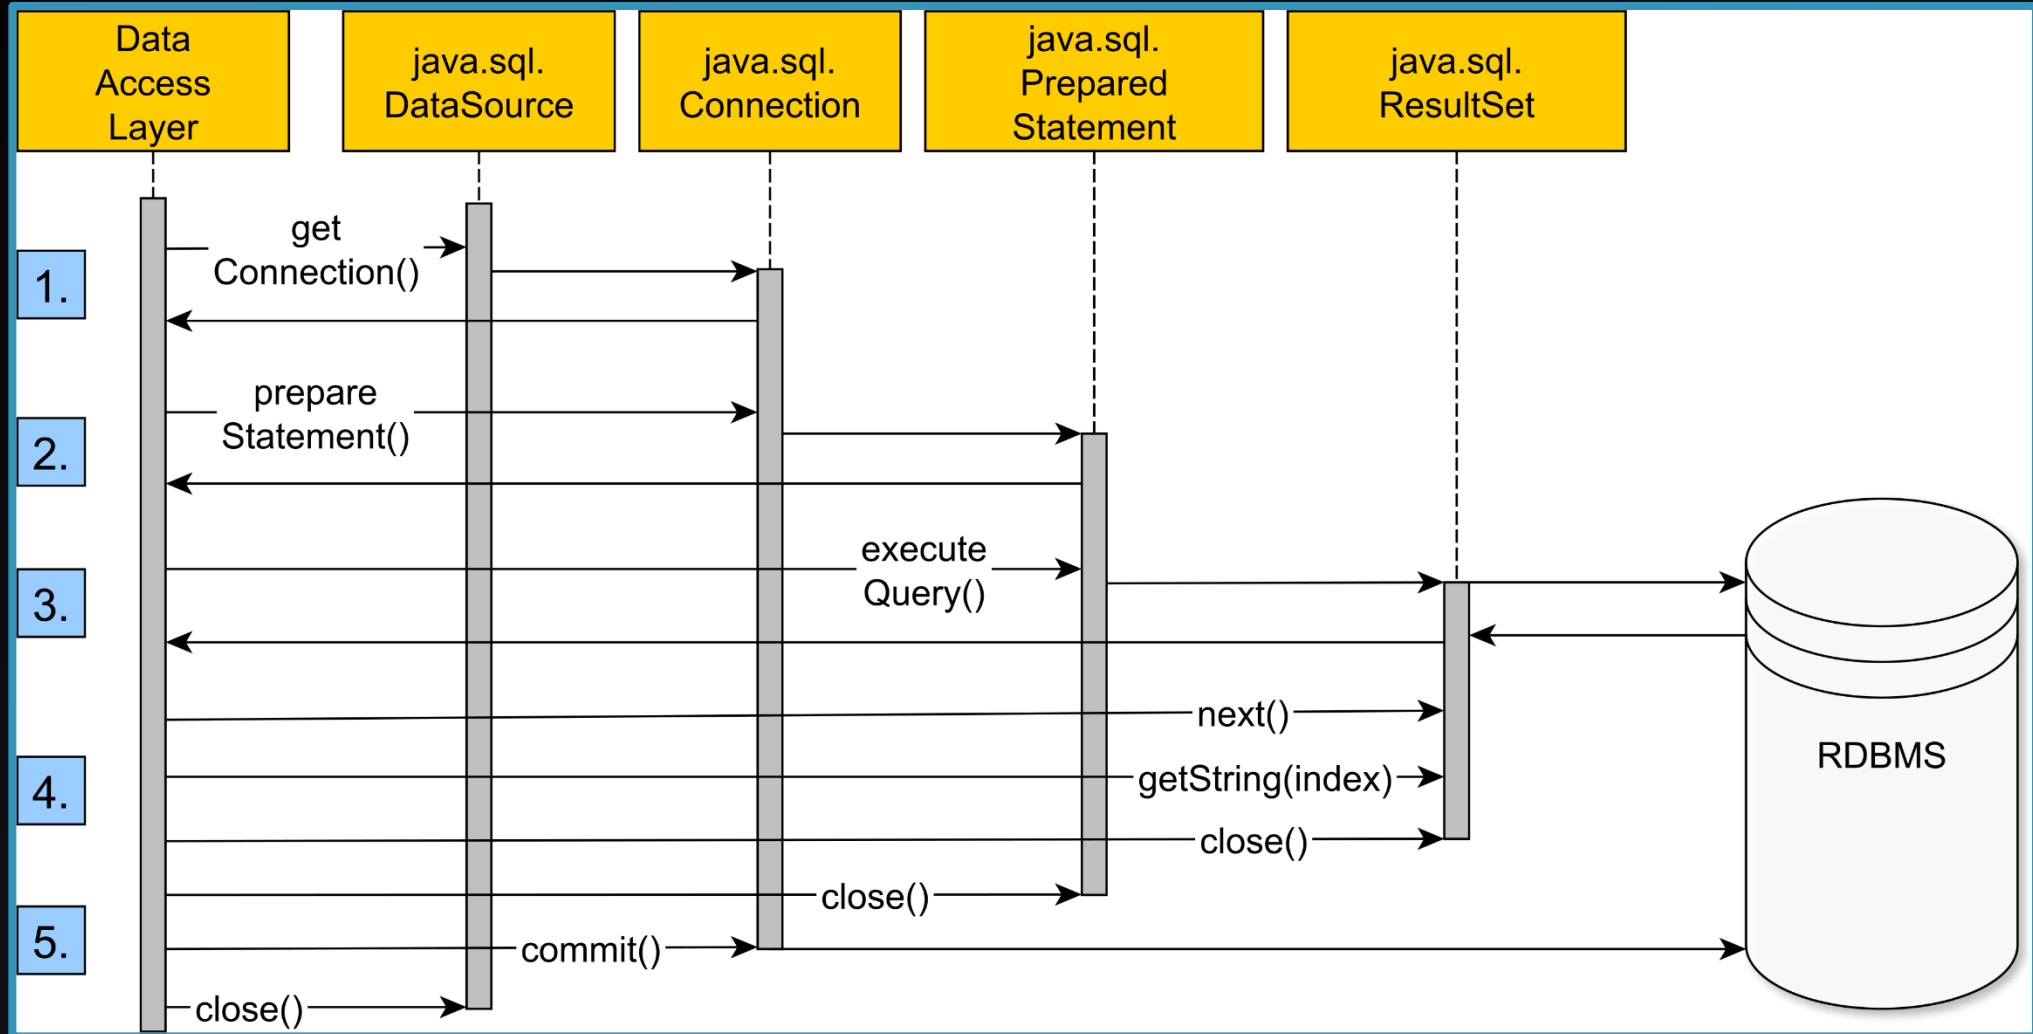 Data
Access
Layer
java.sql.
DataSource
java.sql.
Connection
java.sql.
Prepared
Statement
java.sql.
ResultSet
get
Connection()
1.
prepare
Statement()
2.
execute
Query()
3.
next()
RDBMS
getString(index)
4.
close()
close()
5.
commit()
close()